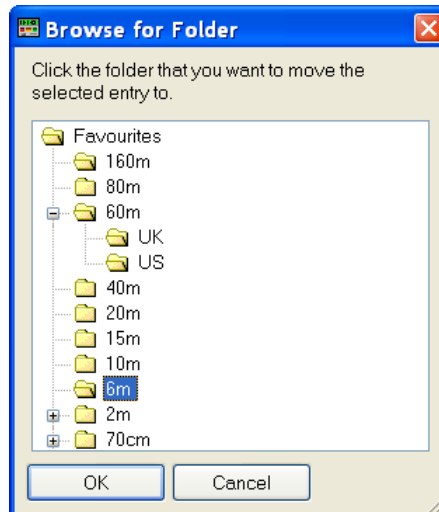 Browse for Folder
Click the folder that you want to move the
selected entry to.
Favourites
160m
80m
60m
UK
US
40m
20m
15m
10m
6m
2m
70cm
OK
Cancel